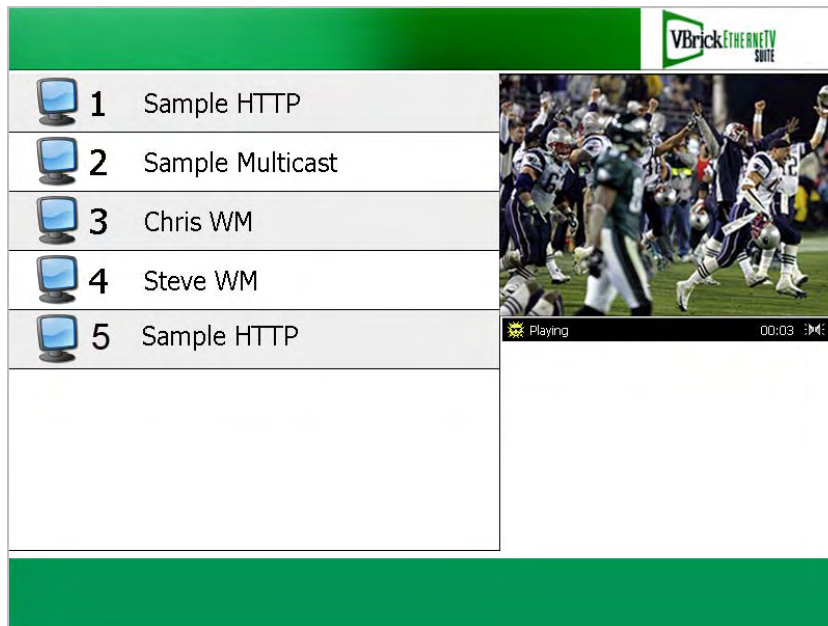 VBrick ETHERNETV
SUITE
1 Sample HTTP
2 Sample Multicast
3 Chris WM
4 Steve WM
5 Sample HTTP
Playing 00:03